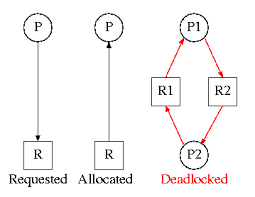 P P P1
R1 R2
R R P2
Requested Allocated Deadlocked